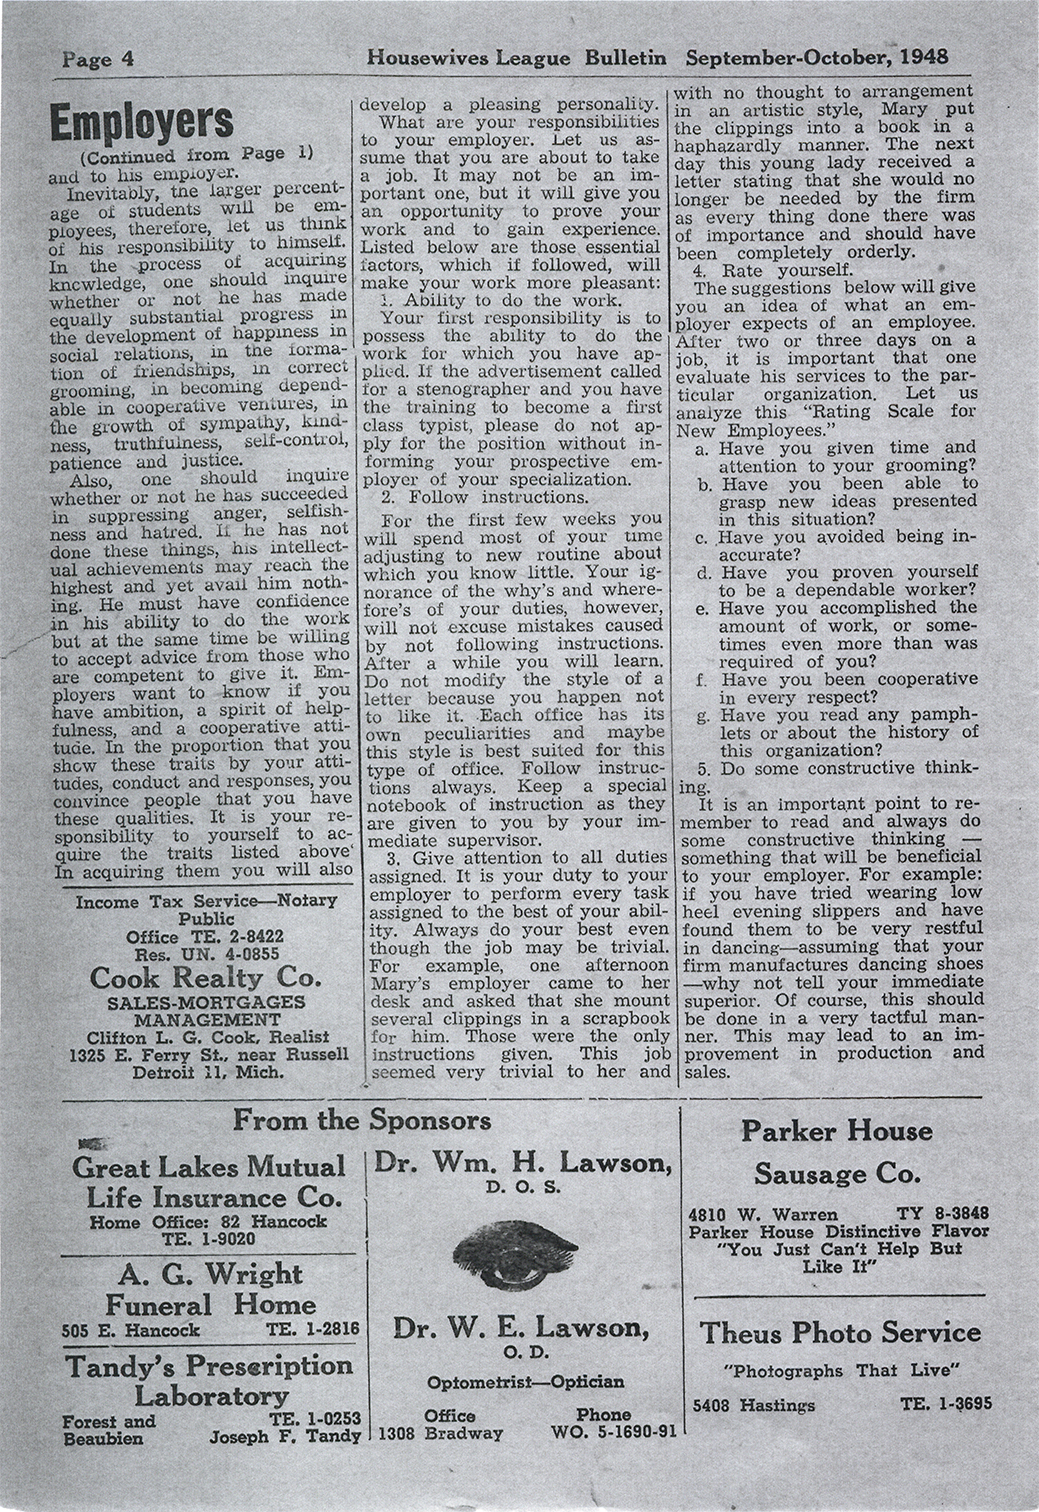 Page 4
Housewives League Bulletin September-October, 1948
Employers
(Continued from Page 1)
and to his employer.
Inevitably, the larger percent-
age of students will be em-
ployees, therefore, let us think
of his responsibility to himself.
In the process of acquiring
knowledge, one should inquire
whether or not he has made
equally substantial progress in
the development of happiness in
social relations, in the forma-
tion of friendships, in correct
grooming, in becoming depend-
able in cooperative ventures, in
the growth of sympathy, kind-
ness, truthfulness, self-control,
patience and justice.
Also, one should inquire
whether or not he has succeeded
in suppressing anger, selfish-
ness and hatred. If he has not
done these things, his intellect-
ual achievements may reach the
highest and yet avail him noth-
ing. He must have confidence
in his ability to do the work
but at the same time be willing
to accept advice from those who
are competent to give it. Em-
ployers want to know if you
have ambition, a spirit of help-
fulness, and a cooperative atti-
tude. In the proportion that you
show these traits by your atti-
tudes, conduct and responses, you
convince people that you have
these qualities. It is your re-
sponsibility to yourself to ac-
quire the traits listed above'
In acquiring them you will also
Income Tax Service—Notary
Public
Office TE. 2-8422
Res. UN. 4-0855
Cook Realty Co.
SALES-MORTGAGES
MANAGEMENT
Clifton L. G. Cook, Realist
1325 E. Ferry St., near Russell
Detroit 11, Mich.
develop a pleasing personality.
What are your responsibilities
to your employer. Let us as-
sume that you are about to take
a job. It may not be an im-
portant one, but it will give you
an opportunity to prove your
work and to gain experience.
Listed below are those essential
factors, which if followed, will
make your work more pleasant:
1. Ability to do the work.
Your first responsibility is to
possess the ability to do the
work for which you have ap-
plied. If the advertisement called
for a stenographer and you have
the training to become a first
class typist, please do not ap-
ply for the position without in-
forming your prospective em-
ployer of your specialization.
2. Follow instructions.
For the first few weeks you
will spend most of your time
adjusting to new routine about
which you know little. Your ig-
norance of the why's and where-
fore's of your duties, however,
will not excuse mistakes caused
by not following instructions.
After a while you will learn.
Do not modify the style of a
letter because you happen not
to like it. Each office has its
own peculiarities and maybe
this style is best suited for this
type of office. Follow instruc-
tions always. Keep a special
notebook of instruction as they
are given to you by your im-
mediate supervisor.
3. Give attention to all duties
assigned. It is your duty to your
employer to perform every task
assigned to the best of your abil-
ity. Always do your best even
though the job may be trivial.
For example, one afternoon
Mary's employer came to her
desk and asked that she mount
several clippings in a scrapbook
for him. Those were the only
instructions given. This job
seemed very trivial to her and
with no thought to arrangement
in an artistic style, Mary put
the clippings into a book in a
haphazardly manner. The next
day this young lady received a
letter stating that she would no
longer be needed by the firm
as every thing done there was
of importance and should have
been completely orderly.
4. Rate yourself.
The suggestions below will give
you an idea of what an em-
ployer expects of an employee.
After two or three days on a
job, it is important that one
evaluate his services to the par-
ticular organization. Let us
analyze this "Rating Scale for
New Employees."
a. Have you given time and
attention to your grooming?
b. Have you been able to
grasp new ideas presented
in this situation?
c. Have you avoided being in-
accurate?
d. Have you proven yourself
to be a dependable worker?
e. Have you accomplished the
amount of work, or some-
times even more than was
required of you?
f. Have you been cooperative
in every respect?
g. Have you read any pamph-
lets or about the history of
this organization?
5. Do some constructive think-
ing.
It is an important point to re-
member to read and always do
some constructive thinking —
something that will be beneficial
to your employer. For example:
if you have tried wearing low
heel evening slippers and have
found them to be very restful
in dancing—assuming that your
firm manufactures dancing shoes
—why not tell your immediate
superior. Of course, this should
be done in a very tactful man-
ner. This may lead to an im-
provement in production and
sales.
From the Sponsors
Great Lakes Mutual
Life Insurance Co.
Home Office: 82 Hancock
TE. 1-9020
A. G. Wright
Funeral Home
505 E. Hancock TE. 1-2816
Tandy's Prescription
Laboratory
Forest and TE. 1-0253
Beaubien Joseph F. Tandy
Dr. Wm. H. Lawson,
D. O. S.
Dr. W. E. Lawson,
O. D.
Optometrist—Optician
Office Phone
1308 Bradway WO. 5-1690-91
Parker House
Sausage Co.
4810 W. Warren TY 8-3848
Parker House Distinctive Flavor
"You Just Can't Help But
Like It"
Theus Photo Service
"Photographs That Live"
5408 Hastings TE. 1-3695